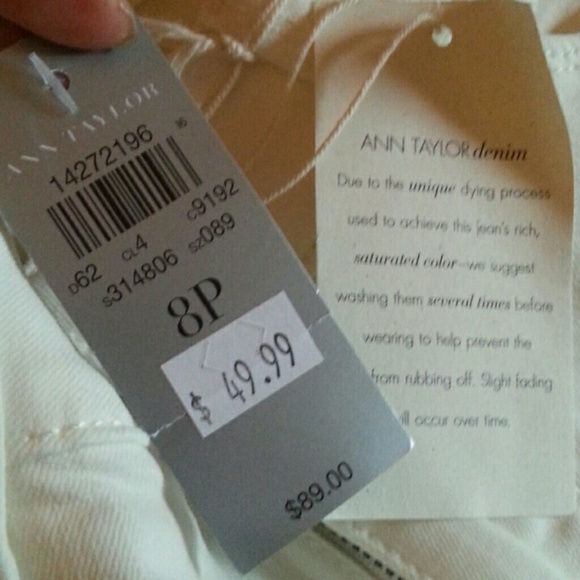 ANN TAYLOR
14272196
16
D62 CL4 C9192
S314806 SZ089
8P
$ 49.99
$89.00
ANN TAYLOR denim
Due to the unique dying process
used to achieve this jean's rich,
saturated color—we suggest
washing them several times before
wearing to help prevent the
from rubbing off. Slight fading
ll occur over time.